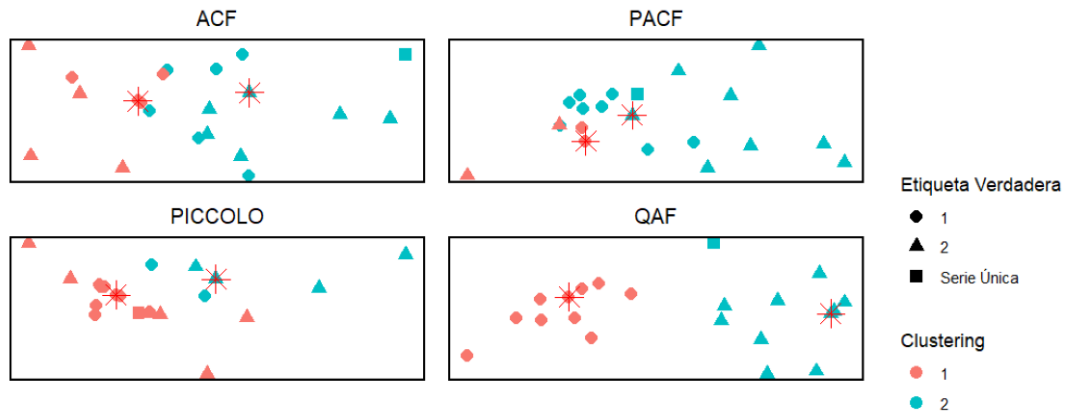 ACF
PACF
PICCOLO
QAF
Etiqueta Verdadera
1
2
Serie Única
Clustering
1
2